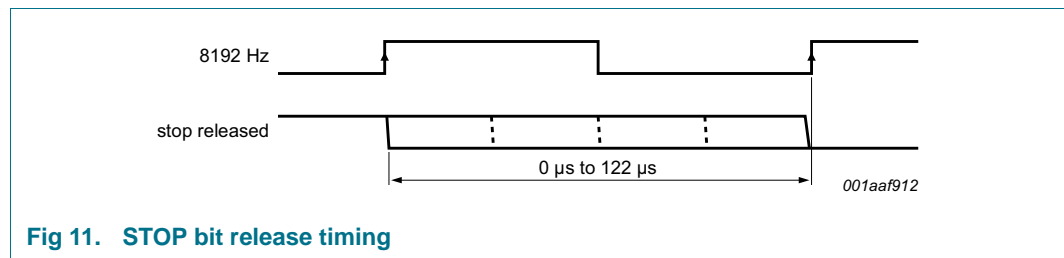 8192 Hz
stop released
0 μs to 122 μs
001aaf912
Fig 11. STOP bit release timing